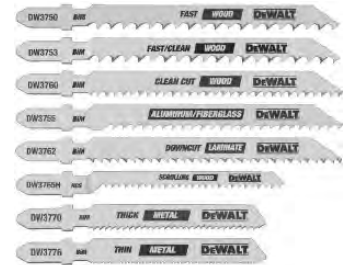 DW3750 BIM FAST WOOD DEWALT
DW3753 BIM FAST/CLEAN WOOD DEWALT
DW3760 BIM CLEAN CUT WOOD DEWALT
DW3755 BIM ALUMINUM/FIBERGLASS DEWALT
DW3762 BIM DOWNCUT LAMINATE DEWALT
DW3765H SCROLLING WOOD DEWALT
DW3770 BIM THICK METAL DEWALT
DW3776 BIM THIN METAL DEWALT